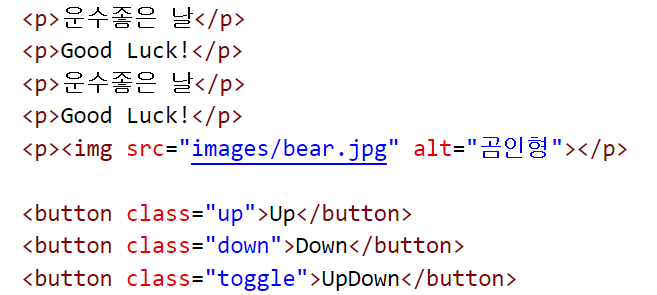 <p>운수좋은 날</p>
<p>Good Luck!</p>
<p>운수좋은 날</p>
<p>Good Luck!</p>
<p><img src="images/bear.jpg" alt="곰인형"></p>
<button class="up">Up</button>
<button class="down">Down</button>
<button class="toggle">UpDown</button>